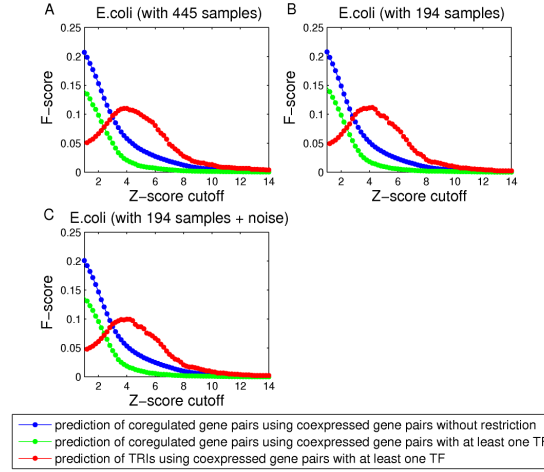 A
E.coli (with 445 samples)
0.25
0.2
0.15
0.1
0.05
0
F-score
2 4 6 8 10 12 14
Z-score cutoff
B
E.coli (with 194 samples)
0.25
0.2
0.15
0.1
0.05
0
F-score
2 4 6 8 10 12 14
Z-score cutoff
C
E.coli (with 194 samples + noise)
0.25
0.2
0.15
0.1
0.05
0
F-score
2 4 6 8 10 12 14
Z-score cutoff
prediction of coregulated gene pairs using coexpressed gene pairs without restriction
prediction of coregulated gene pairs using coexpressed gene pairs with at least one TF
prediction of TRIs using coexpressed gene pairs with at least one TF